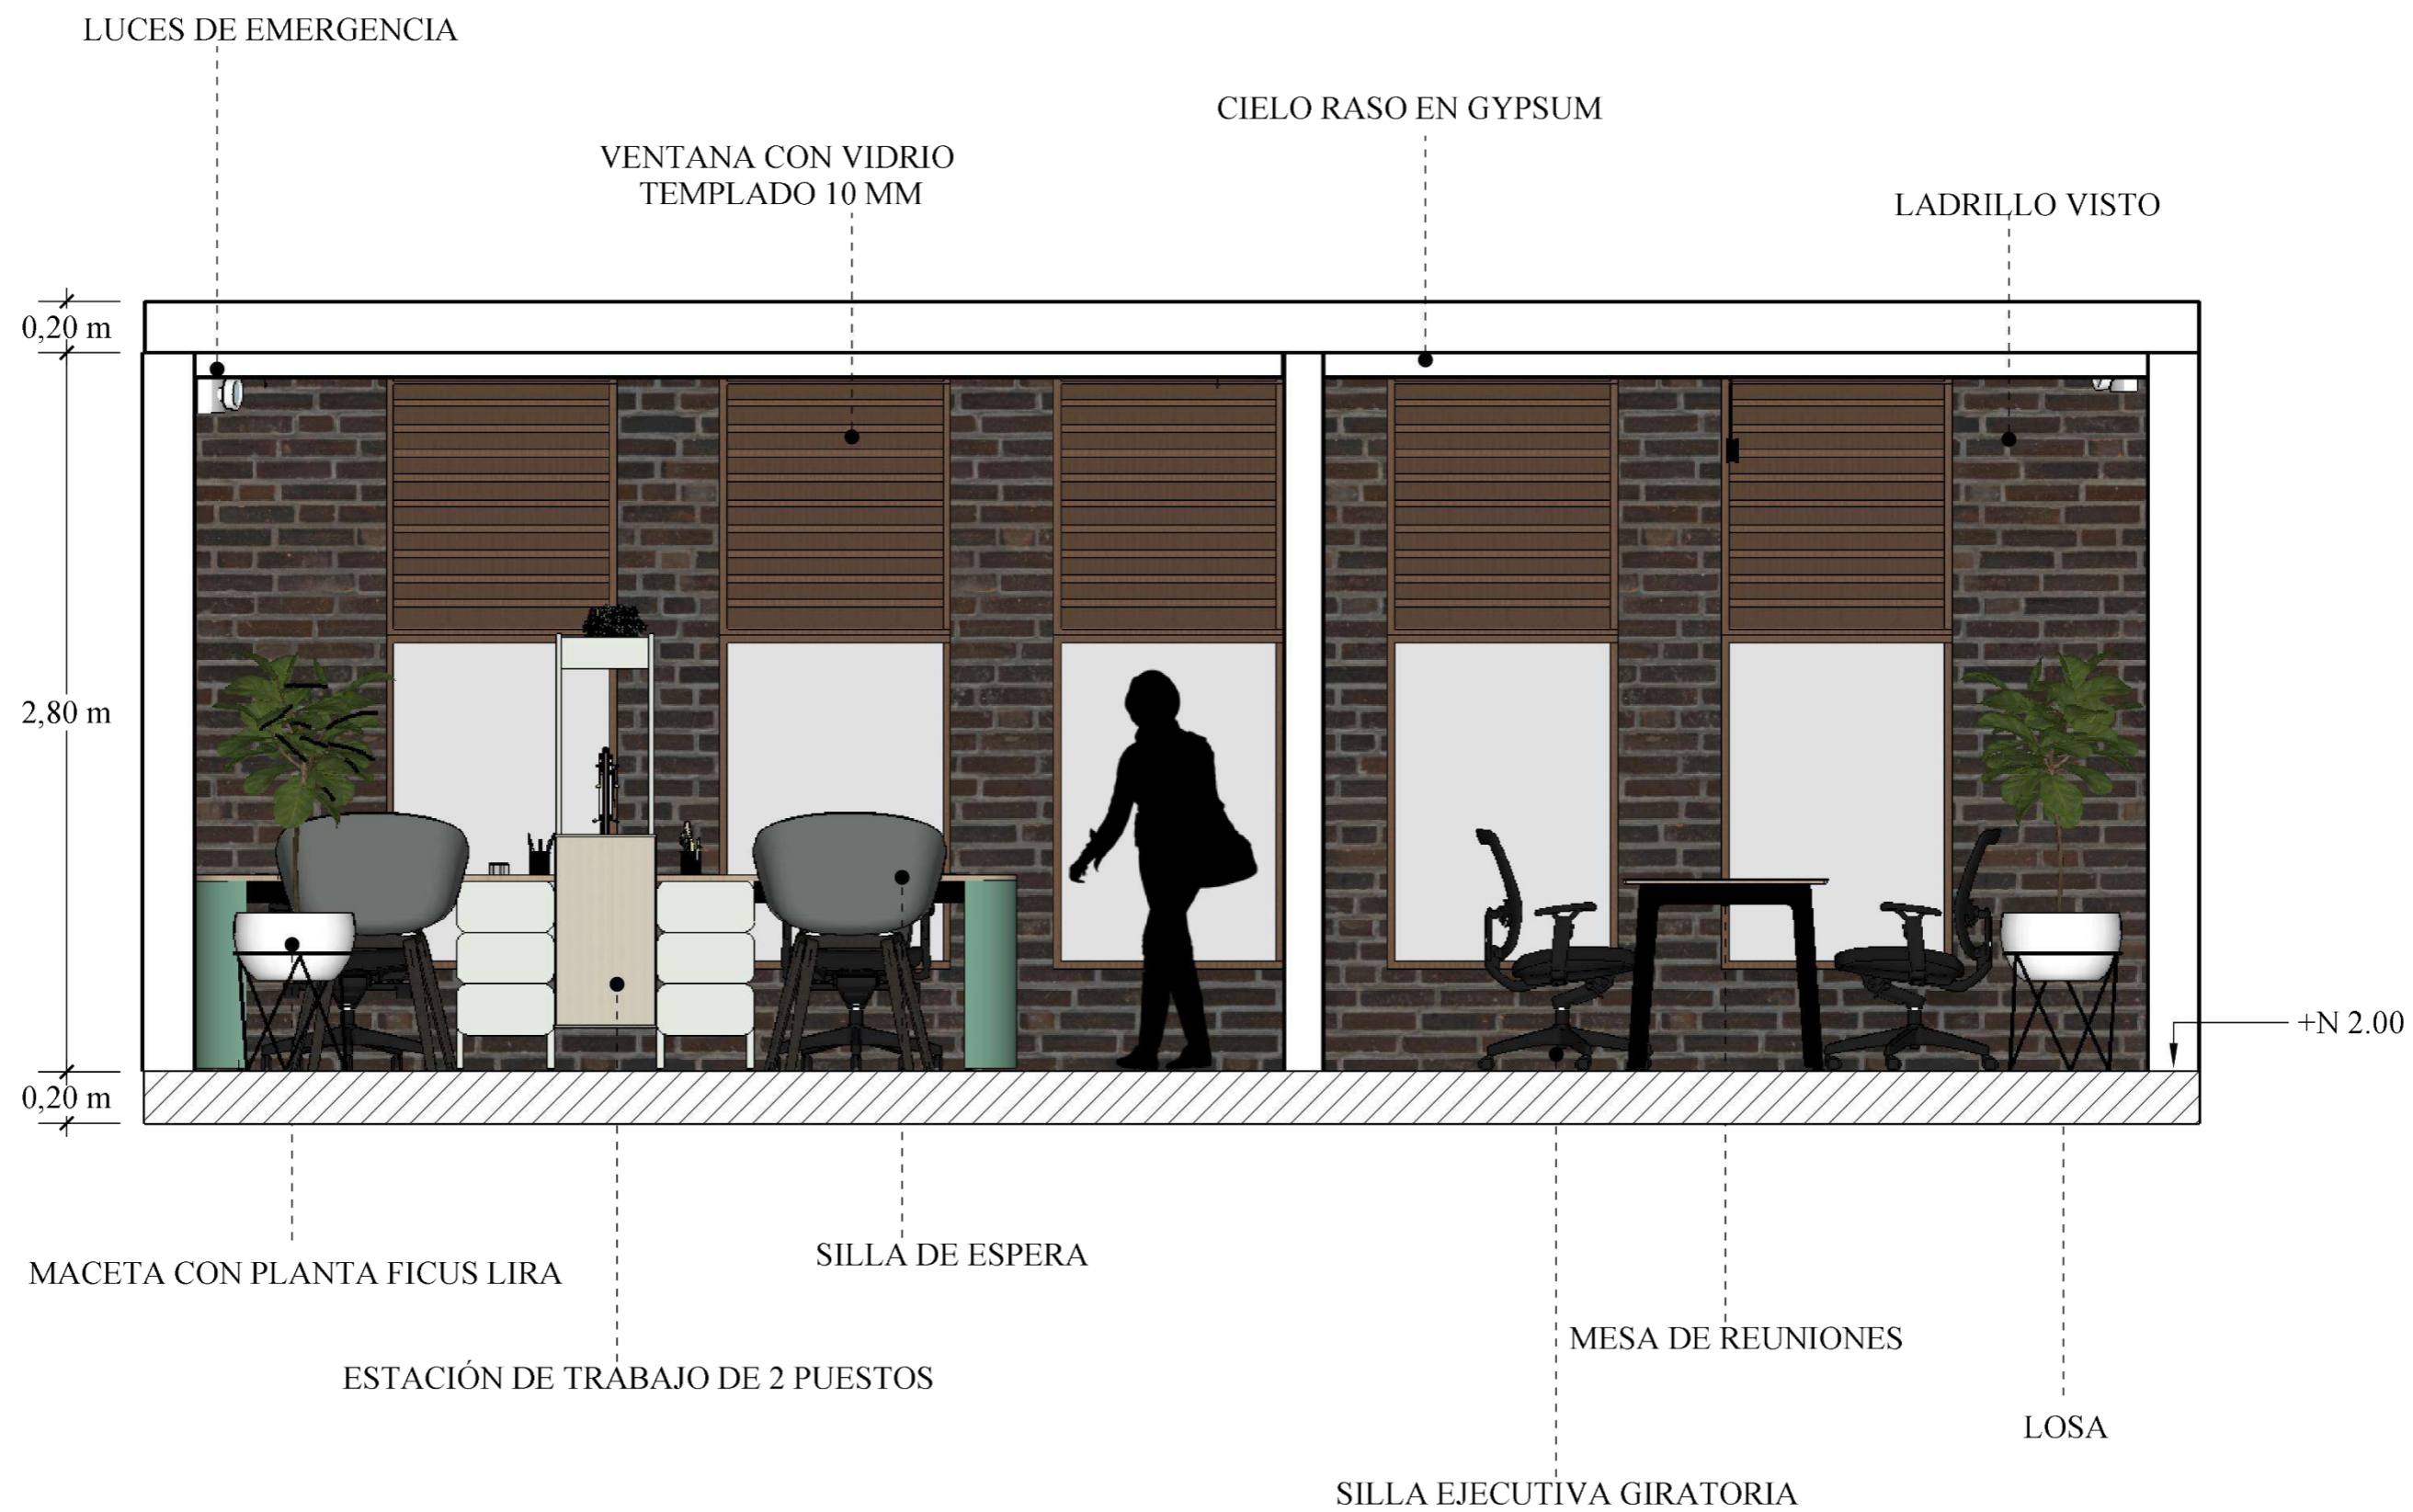 LUCES DE EMERGENCIA
CIELO RASO EN GYPSUM
VENTANA CON VIDRIO
TEMPLADO 10 MM
LADRILLO VISTO
0,20 m
2,80 m
+N 2.00
0,20 m
SILLA DE ESPERA
MACETA CON PLANTA FICUS LIRA
MESA DE REUNIONES
ESTACIÓN DE TRABAJO DE 2 PUESTOS
LOSA
SILLA EJECUTIVA GIRATORIA